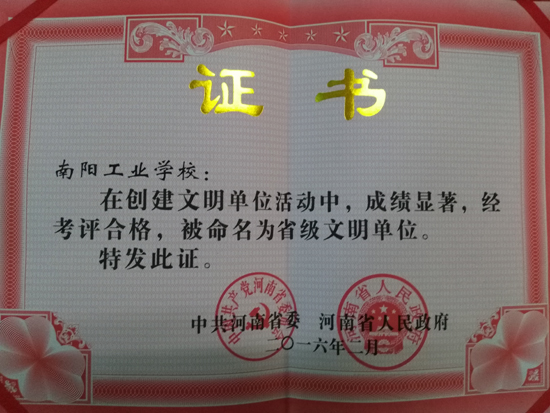 证书
南阳工业学校：
在创建文明单位活动中，成绩显著，经
考评合格，被命名为省级文明单位。
特发此证。
中共河南省委 河南省人民政府
二〇一六年二月